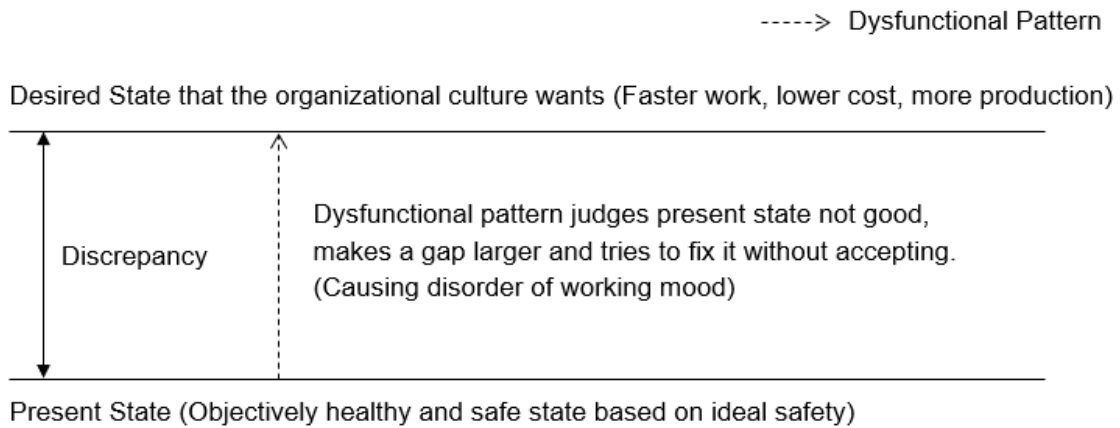 -----> Dysfunctional Pattern
Desired State that the organizational culture wants (Faster work, lower cost, more production)
Dysfunctional pattern judges present state not good,
makes a gap larger and tries to fix it without accepting.
(Causing disorder of working mood)
Discrepancy
Present State (Objectively healthy and safe state based on ideal safety)